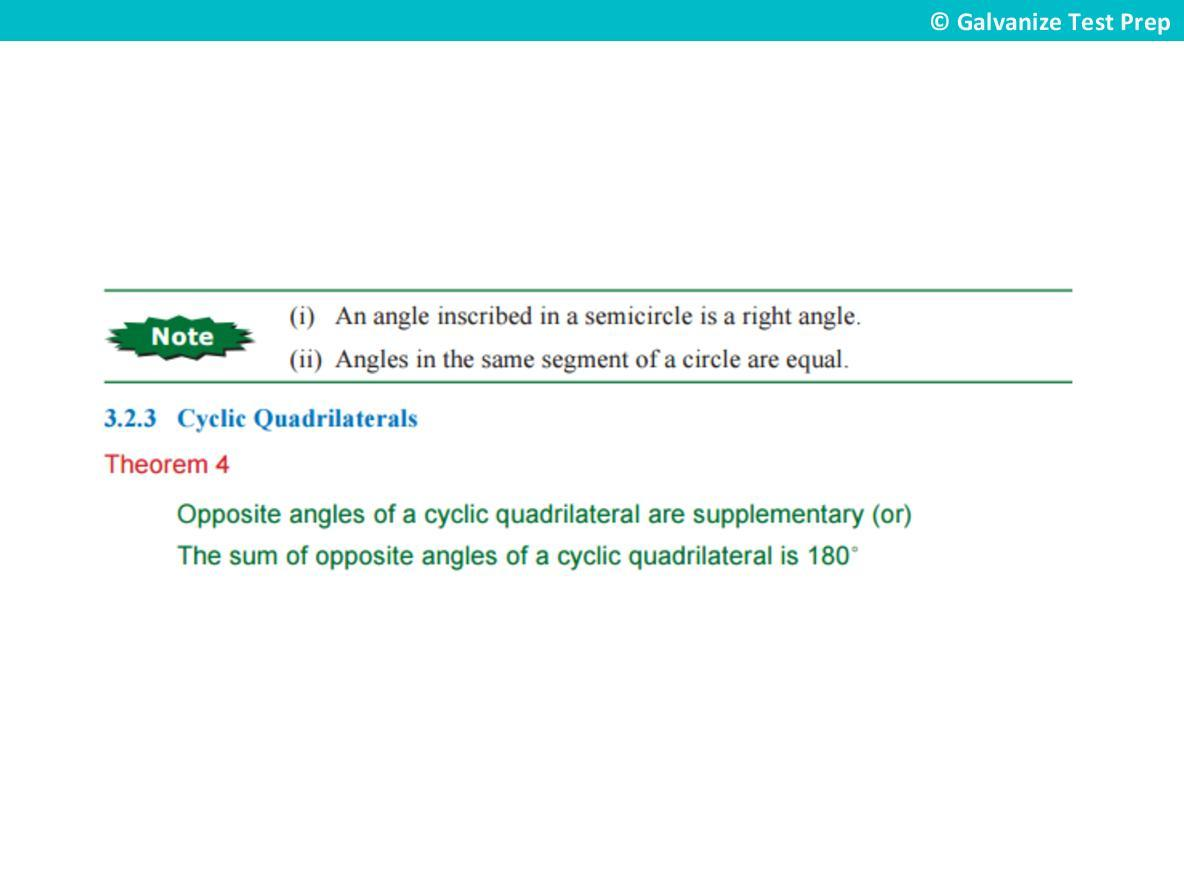 © Galvanize Test Prep
Note
(i) An angle inscribed in a semicircle is a right angle.
(ii) Angles in the same segment of a circle are equal.
3.2.3 Cyclic Quadrilaterals
Theorem 4
Opposite angles of a cyclic quadrilateral are supplementary (or)
The sum of opposite angles of a cyclic quadrilateral is 180°